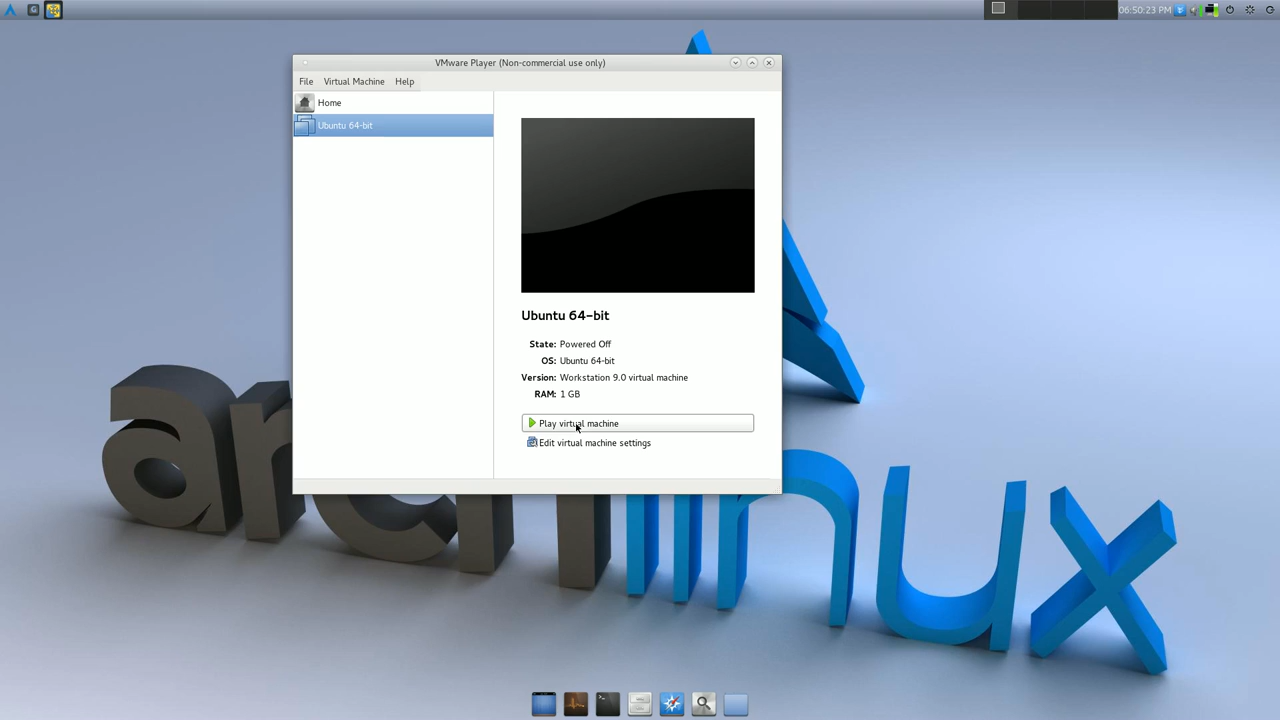 06:50:23 PM
VMware Player (Non-commercial use only)
File Virtual Machine Help
Home
Ubuntu 64-bit
Ubuntu 64-bit
State: Powered Off
OS: Ubuntu 64-bit
Version: Workstation 9.0 virtual machine
RAM: 1 GB
Play virtual machine
Edit virtual machine settings
archlinux